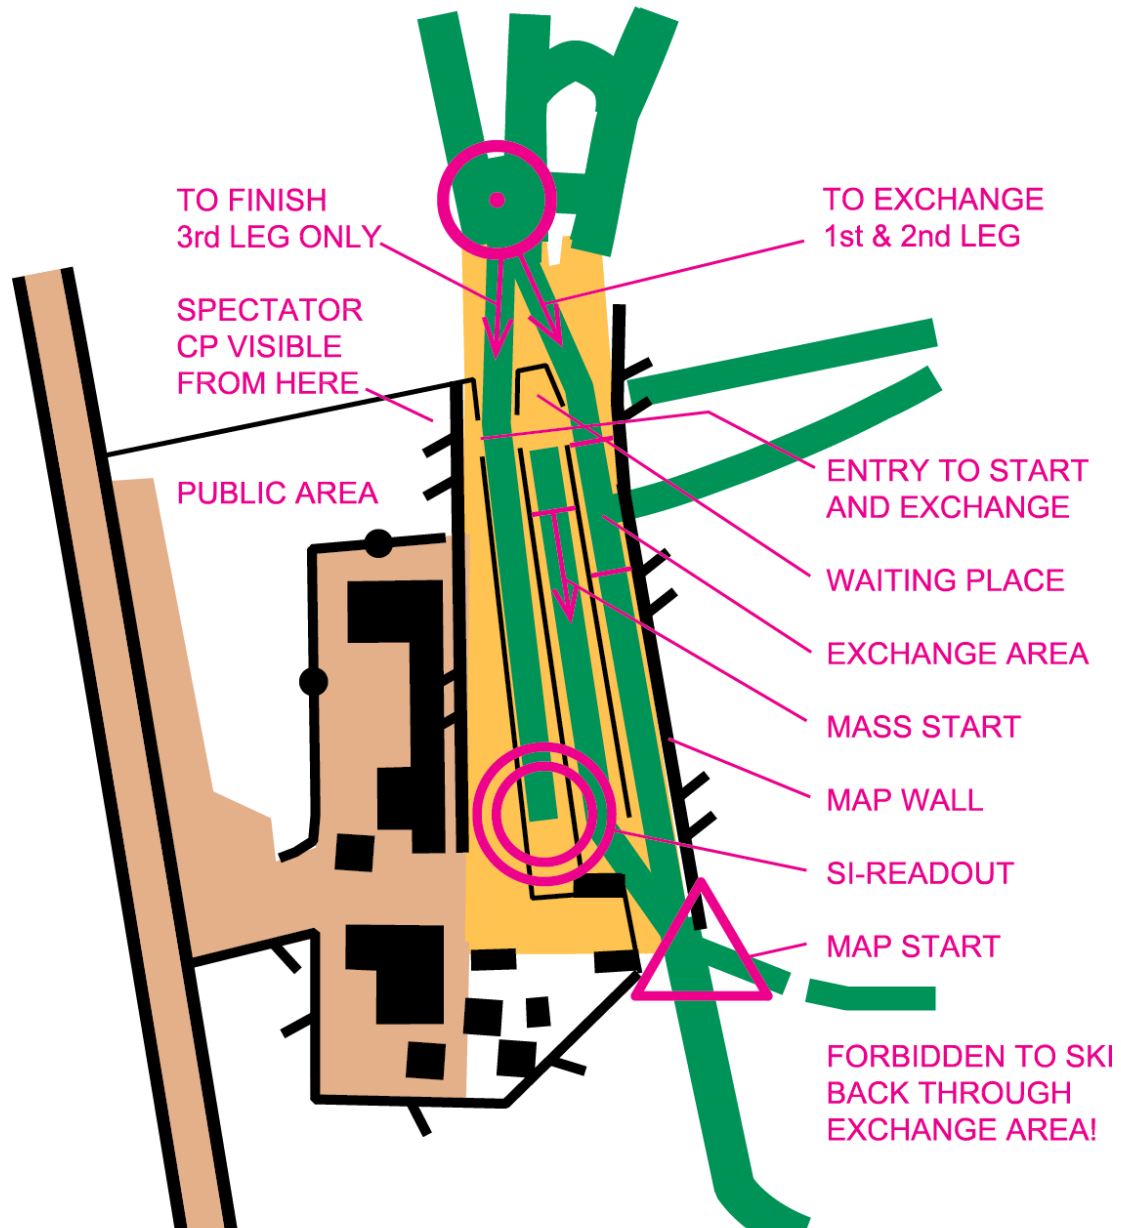 TO FINISH
3rd LEG ONLY
TO EXCHANGE
1st & 2nd LEG
SPECTATOR
CP VISIBLE
FROM HERE
PUBLIC AREA
ENTRY TO START
AND EXCHANGE
WAITING PLACE
EXCHANGE AREA
MASS START
MAP WALL
SI-READOUT
MAP START
FORBIDDEN TO SKI
BACK THROUGH
EXCHANGE AREA!